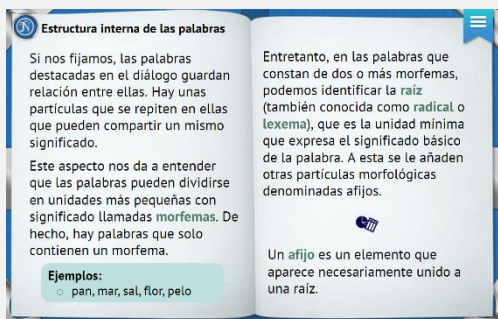 Estructura interna de las palabras
Si nos fijamos, las palabras
destacadas en el diálogo guardan
relación entre ellas. Hay unas
partículas que se repiten en ellas
que pueden compartir un mismo
significado.
Este aspecto nos da a entender
que las palabras pueden dividirse
en unidades más pequeñas con
significado llamadas morfemas. De
hecho, hay palabras que solo
contienen un morfema.
Ejemplos:
○ pan, mar, sal, flor, pelo
Entretanto, en las palabras que
constan de dos o más morfemas,
podemos identificar la raíz
(también conocida como radical o
lexema), que es la unidad mínima
que expresa el significado básico
de la palabra. A esta se le añaden
otras partículas morfológicas
denominadas afijos.
Un afijo es un elemento que
aparece necesariamente unido a
una raíz.